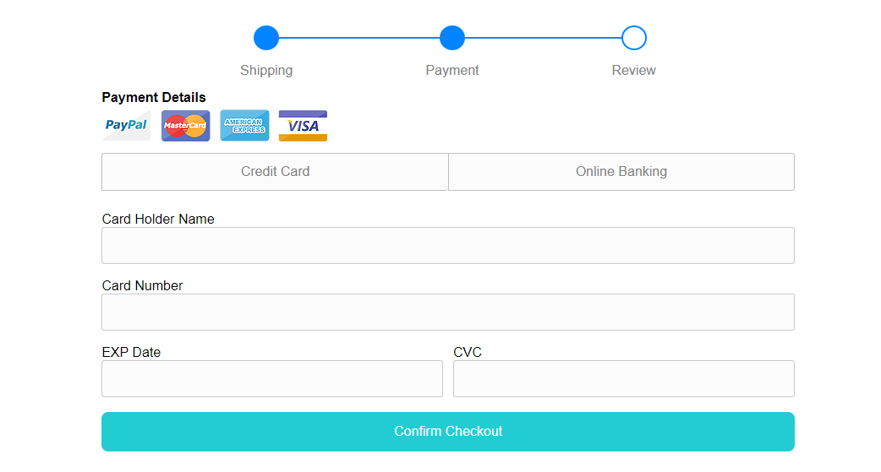 Shipping Payment Review
Payment Details
PayPal MasterCard AMERICAN EXPRESS VISA
Credit Card Online Banking
Card Holder Name
Card Number
EXP Date CVC
Confirm Checkout